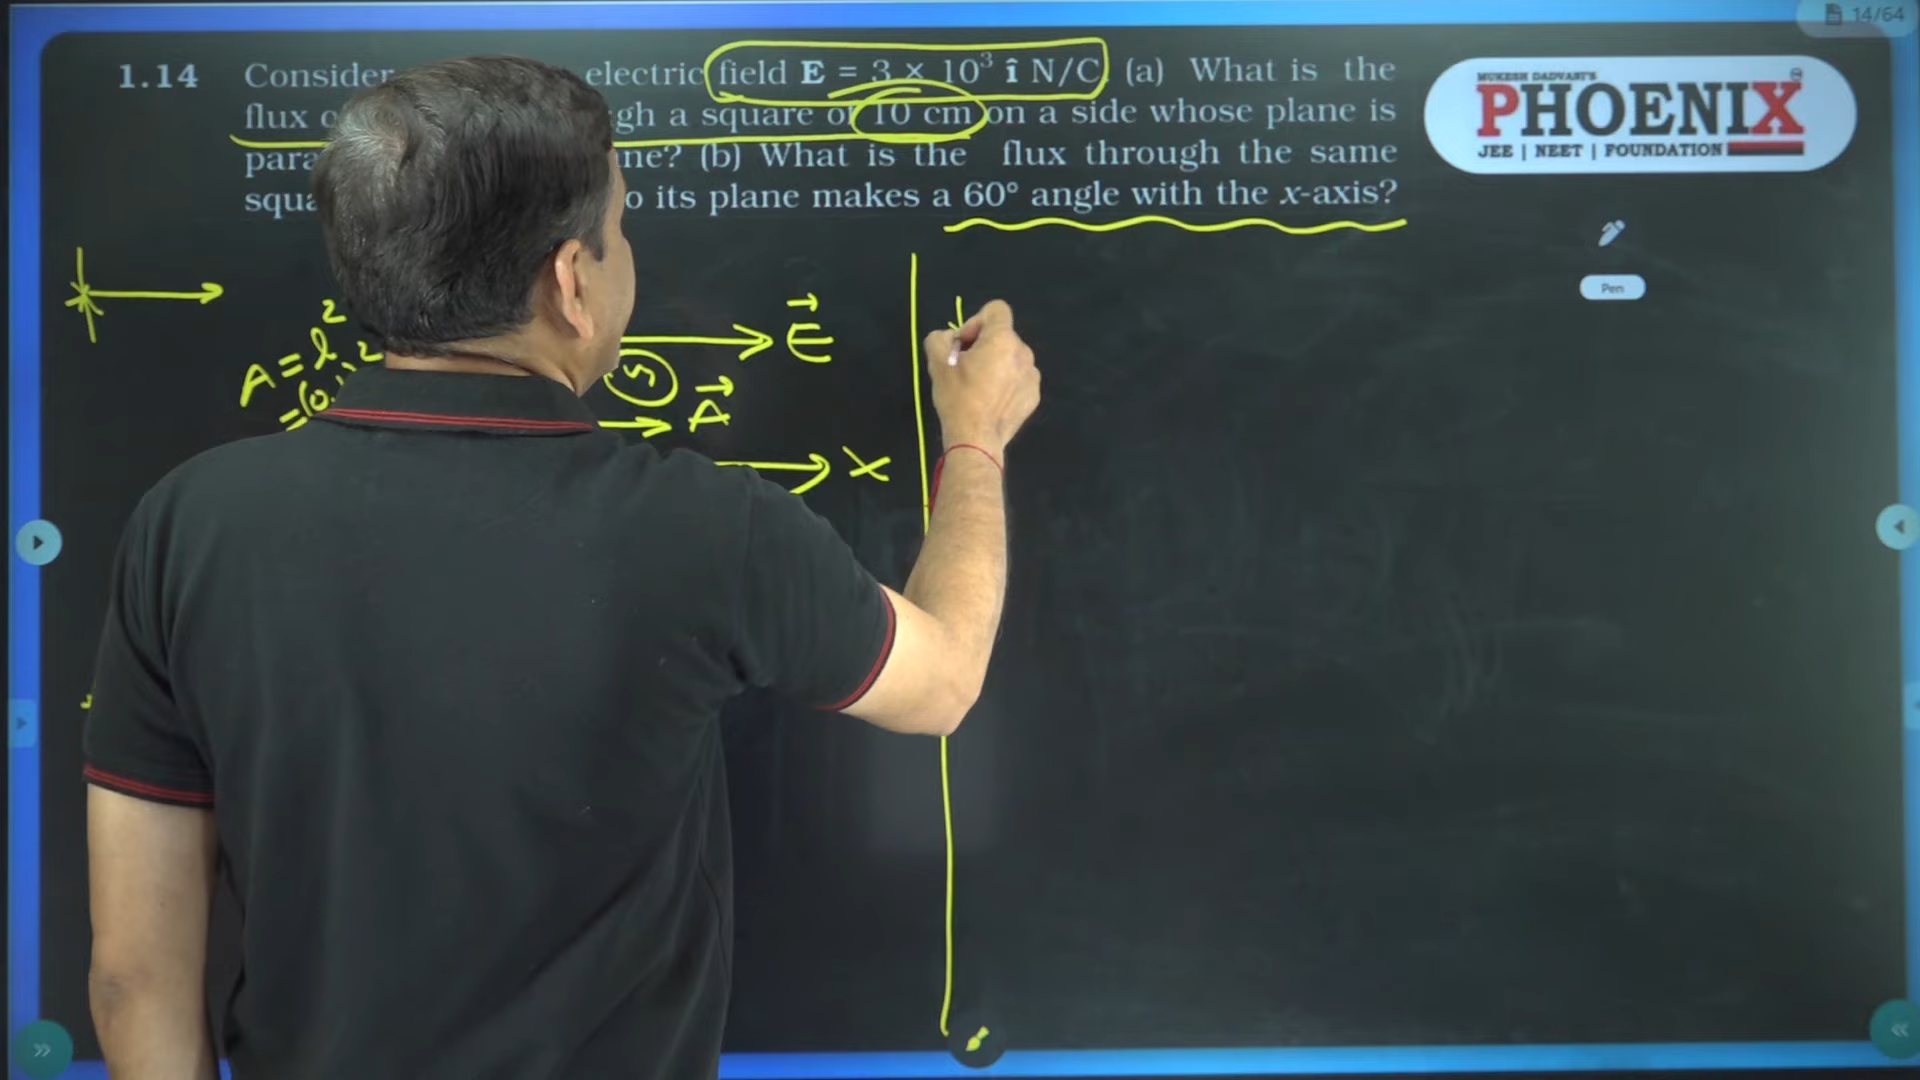 14/64
1.14 Consider electric field E = 3 × 10³ î N/C. (a) What is the
flux gh a square of 10 cm on a side whose plane is
para ne? (b) What is the flux through the same
squa o its plane makes a 60° angle with the x-axis?
MUKESH DADVANI'S
PHOENIX
JEE | NEET | FOUNDATION
Pen
A = l²
= (0.
E
A
X